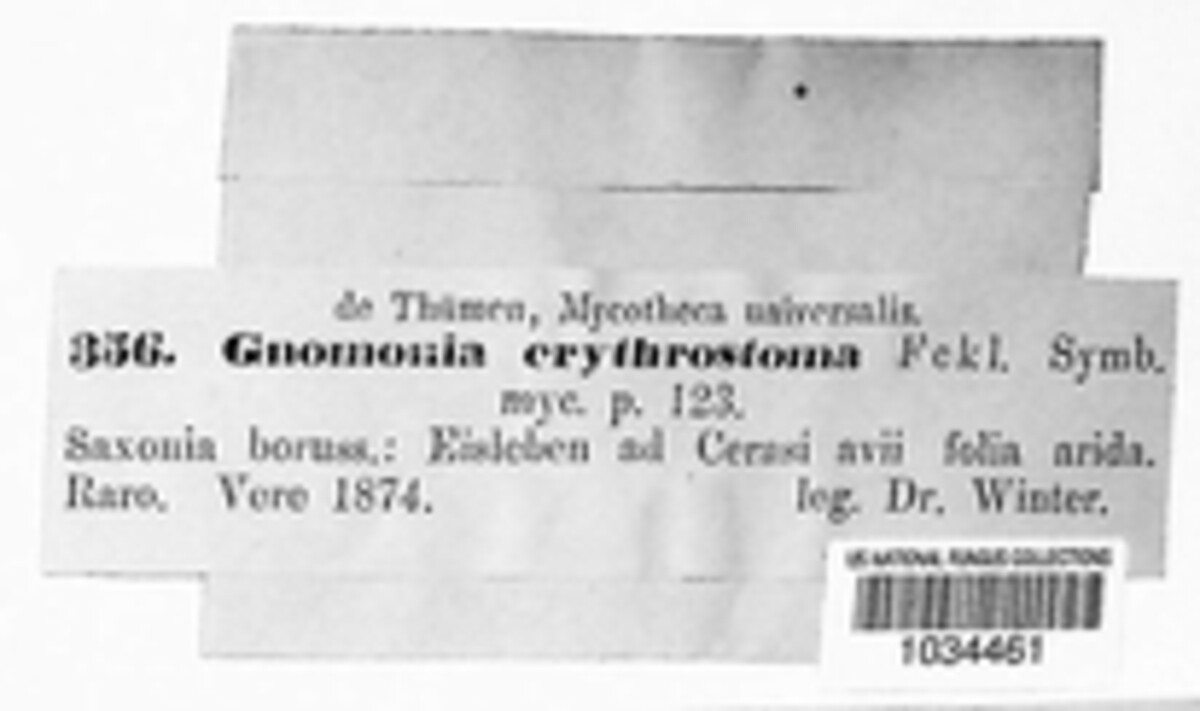 de Thümen, Mycotheca universalis.
356. Gnomonia erythrostoma Fckl. Symb.
myc. p. 123.
Saxonia boruss.: Eisleben ad Cerasi avii folia arida.
Raro. Vere 1874. leg. Dr. Winter.
US NATIONAL FUNGUS COLLECTIONS
1034461